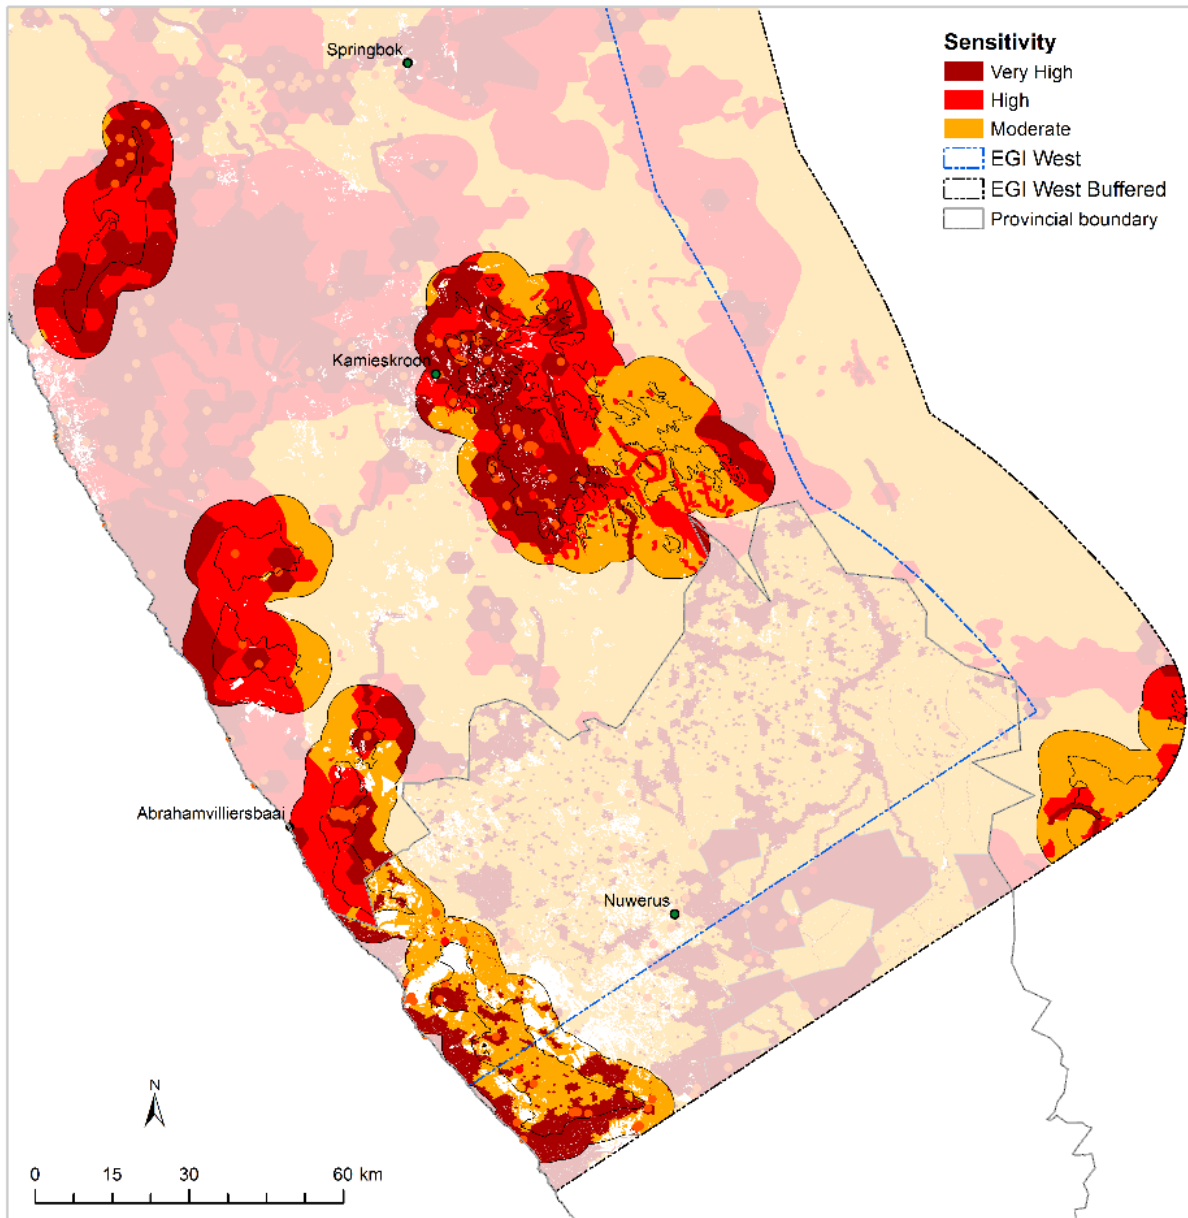 Springbok
Sensitivity
Very High
High
Moderate
EGI West
EGI West Buffered
Provincial boundary
Kamieskroon
Abrahamvilliersbaai
Nuwerus
N
0 15 30 60 km